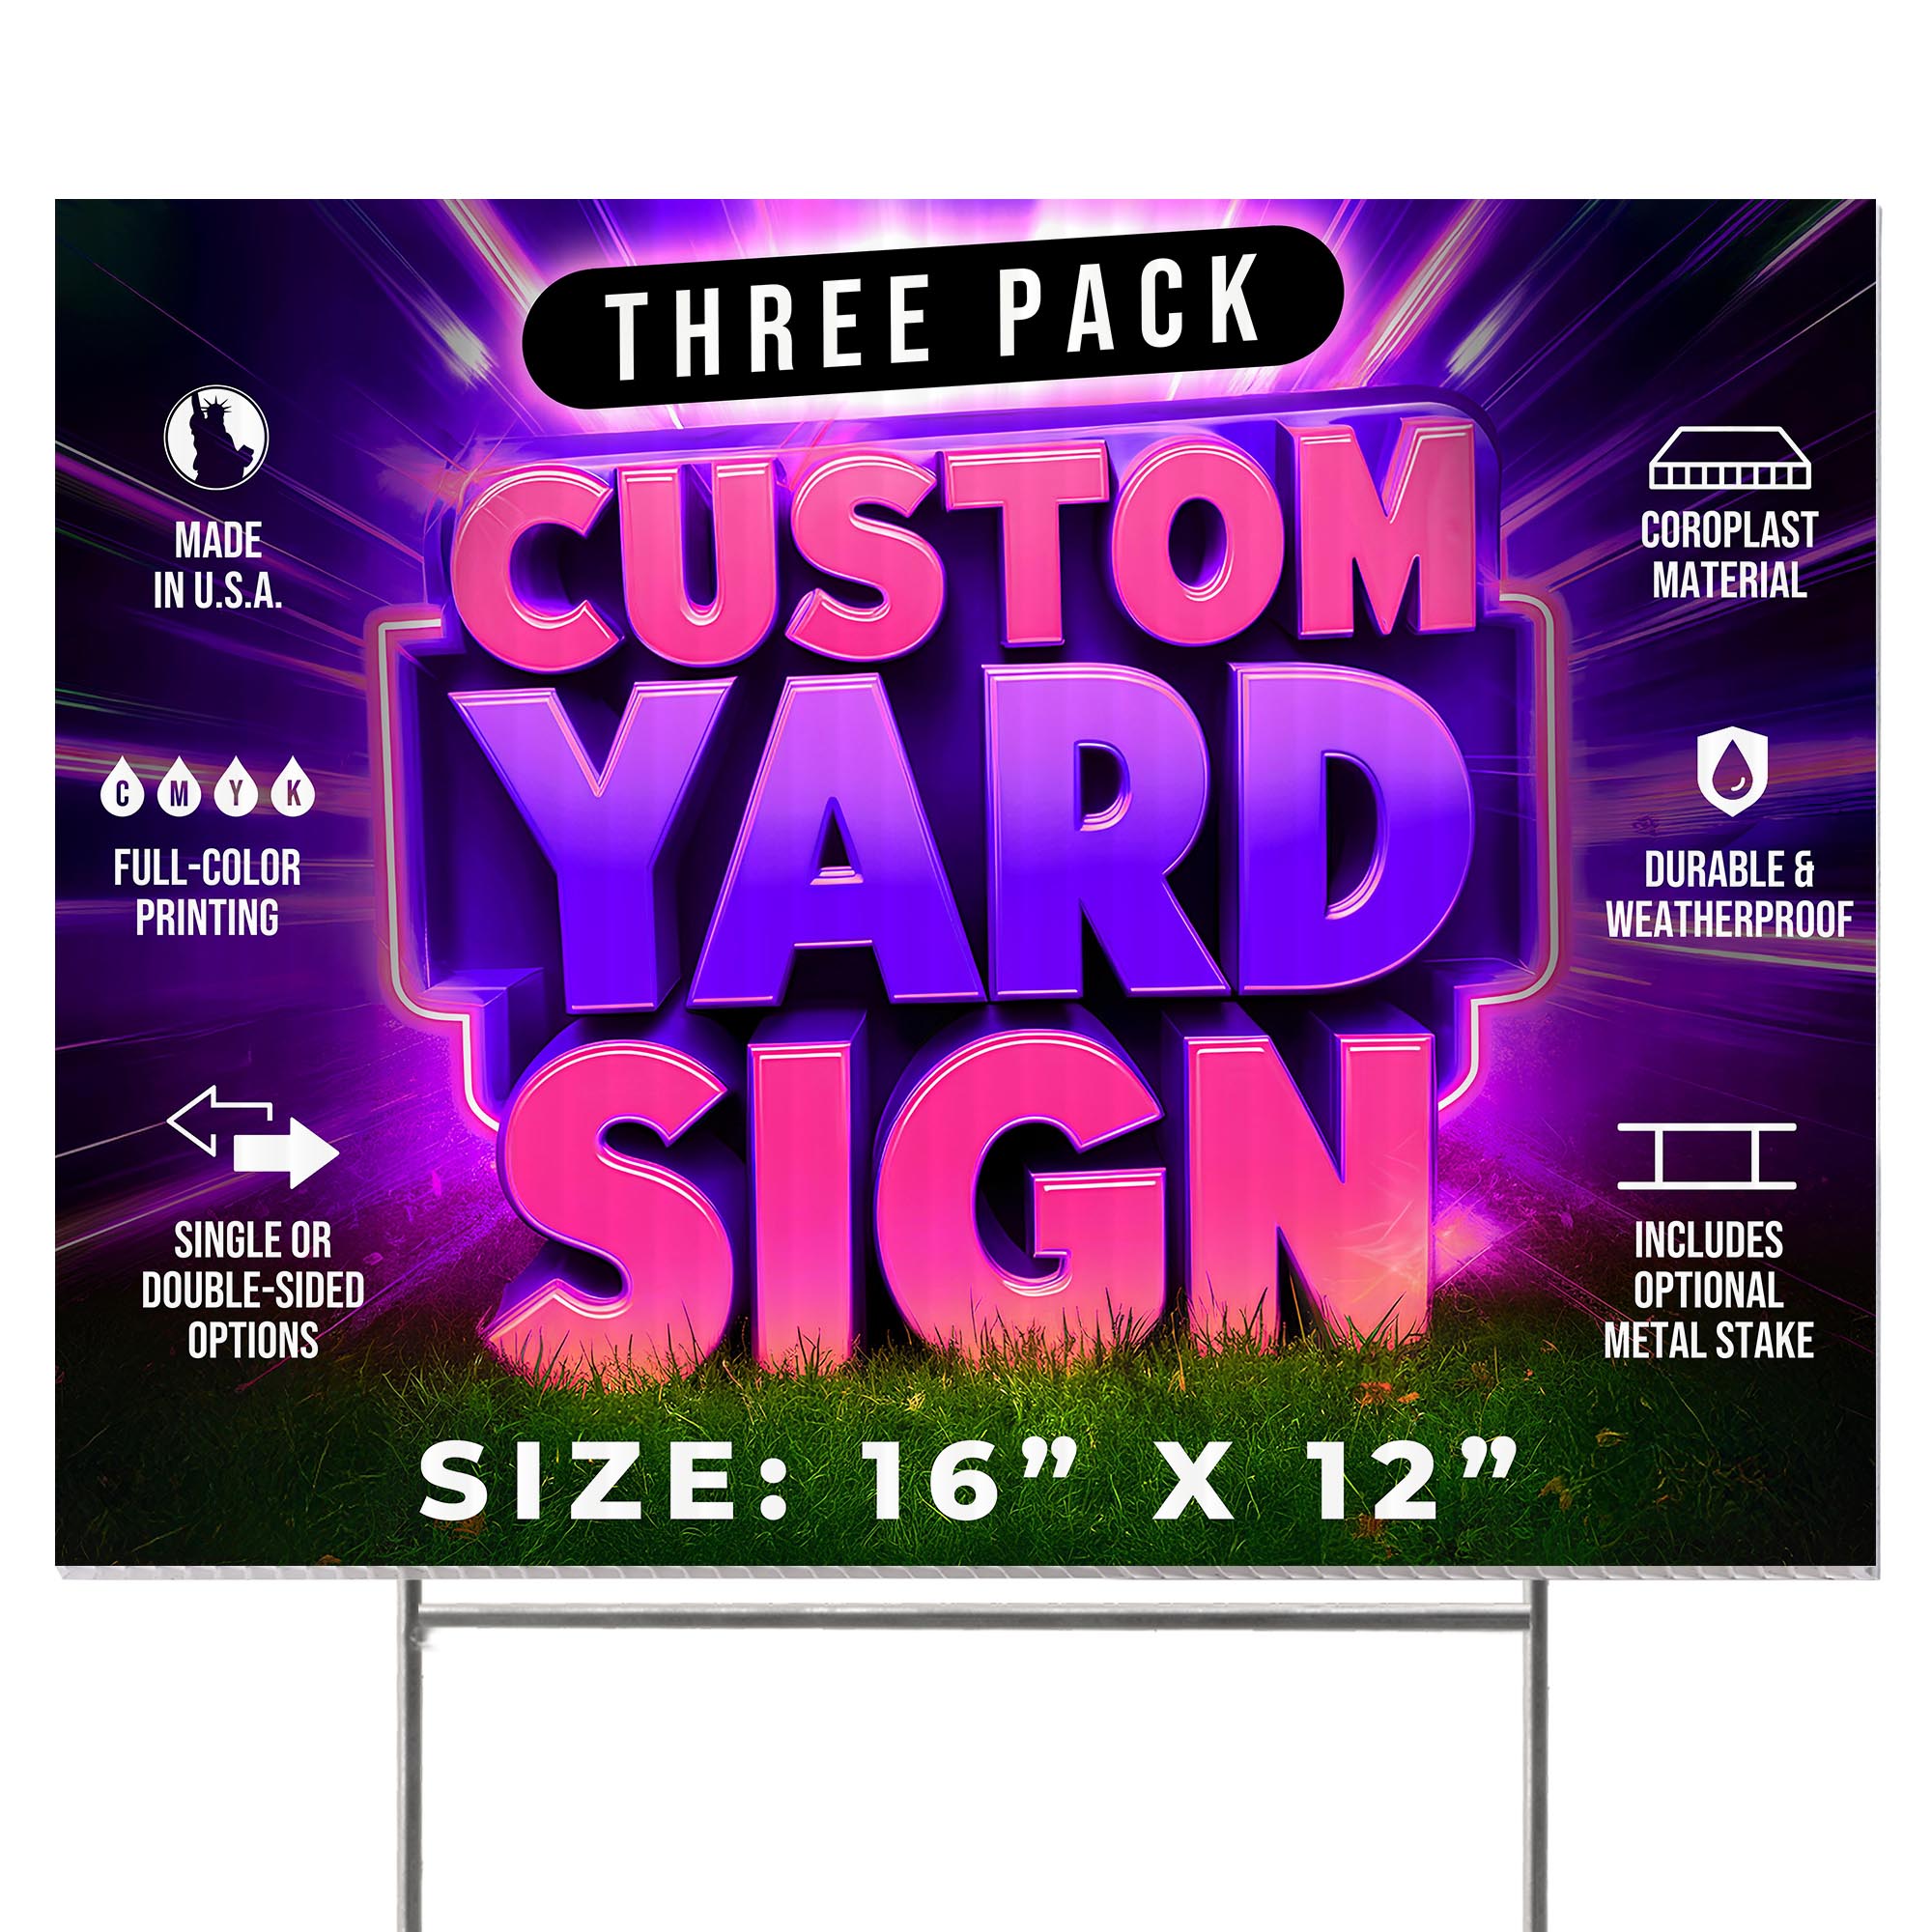 THREE PACK
CUSTOM
YARD
SIGN
MADE
IN U.S.A.
C M Y K
FULL-COLOR
PRINTING
SINGLE OR
DOUBLE-SIDED
OPTIONS
COROPLAST
MATERIAL
DURABLE &
WEATHERPROOF
INCLUDES
OPTIONAL
METAL STAKE
SIZE: 16” X 12”